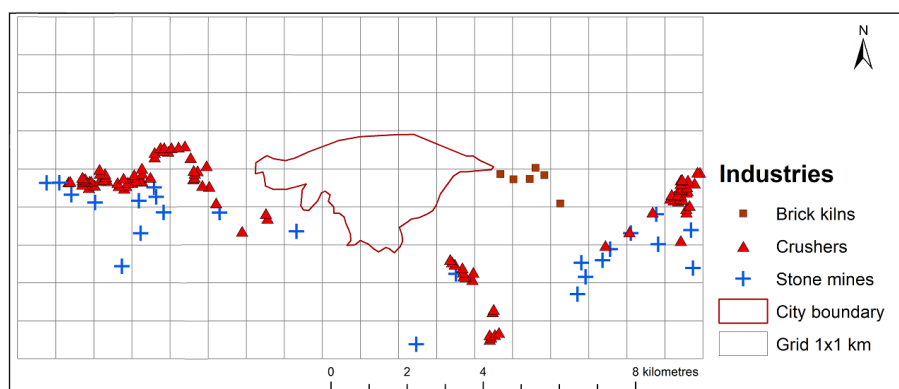 N
Industries
Brick kilns
Crushers
Stone mines
City boundary
Grid 1x1 km
0 2 4 8 kilometres